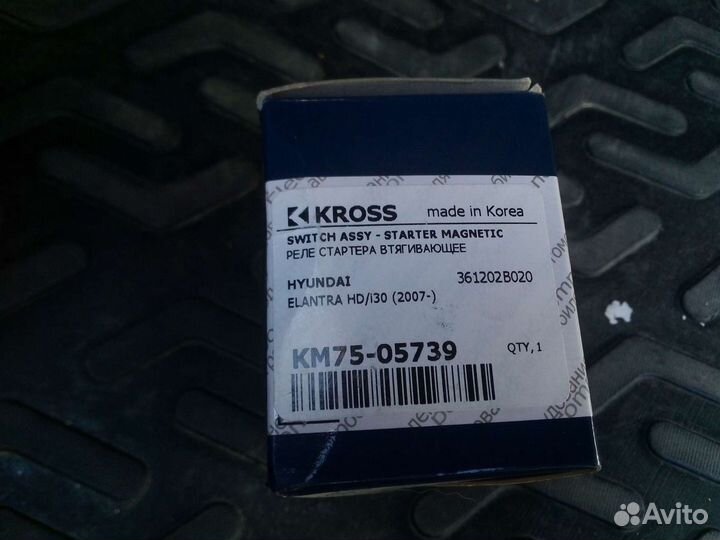 KROSS made in Korea
SWITCH ASSY - STARTER MAGNETIC
РЕЛЕ СТАРТЕРА ВТЯГИВАЮЩЕЕ
HYUNDAI 361202B020
ELANTRA HD/i30 (2007-)
KM75-05739 QTY,1
Avito